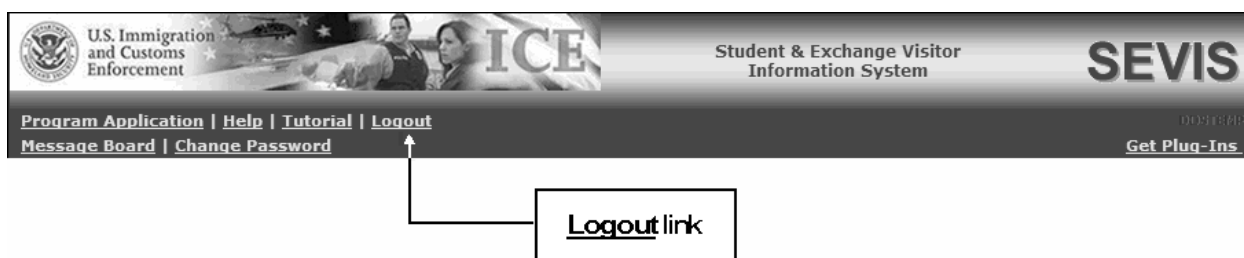 U.S. Immigration
and Customs
Enforcement
ICE
Student & Exchange Visitor
Information System
SEVIS
Program Application | Help | Tutorial | Logout
Message Board | Change Password
Get Plug-Ins
Logout link